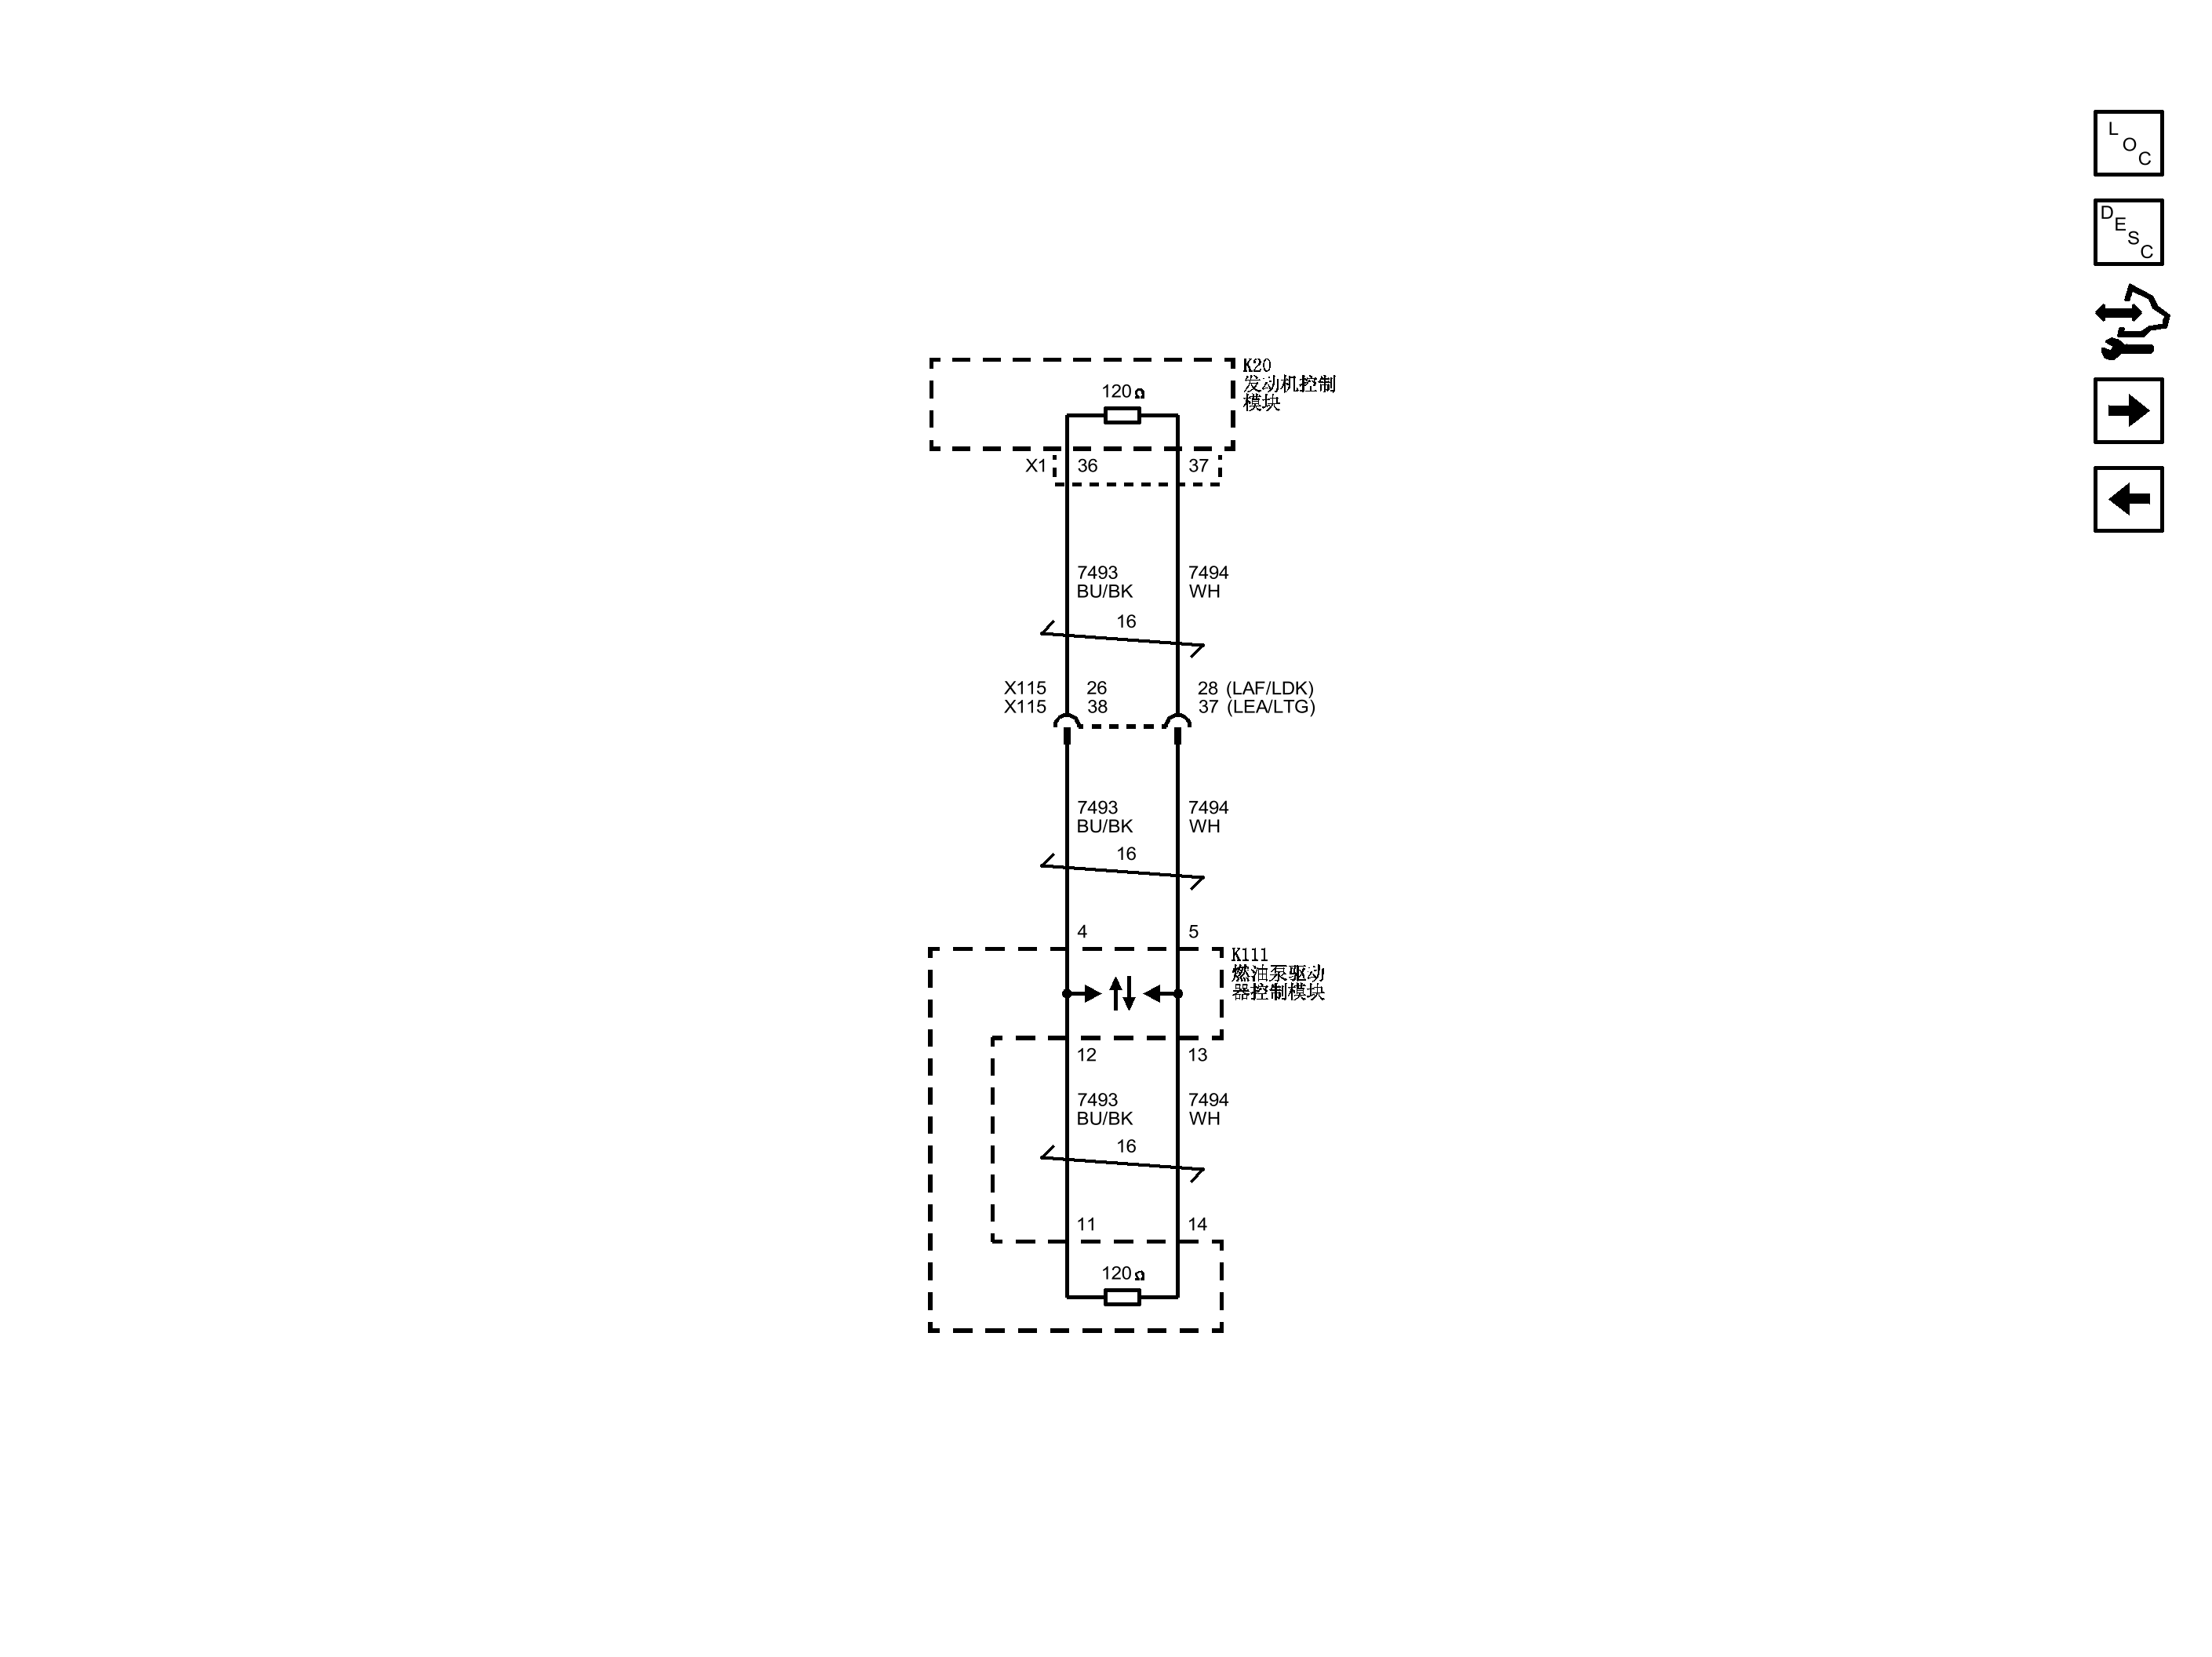 LOC
DESC
K20
发动机控制
模块
120Ω
X1 36 37
7493 7494
BU/BK WH
16
X115 26 28 (LAF/LDK)
X115 38 37 (LEA/LTG)
7493 7494
BU/BK WH
16
4 5
K111
燃油泵驱动
器控制模块
12 13
7493 7494
BU/BK WH
16
11 14
120Ω